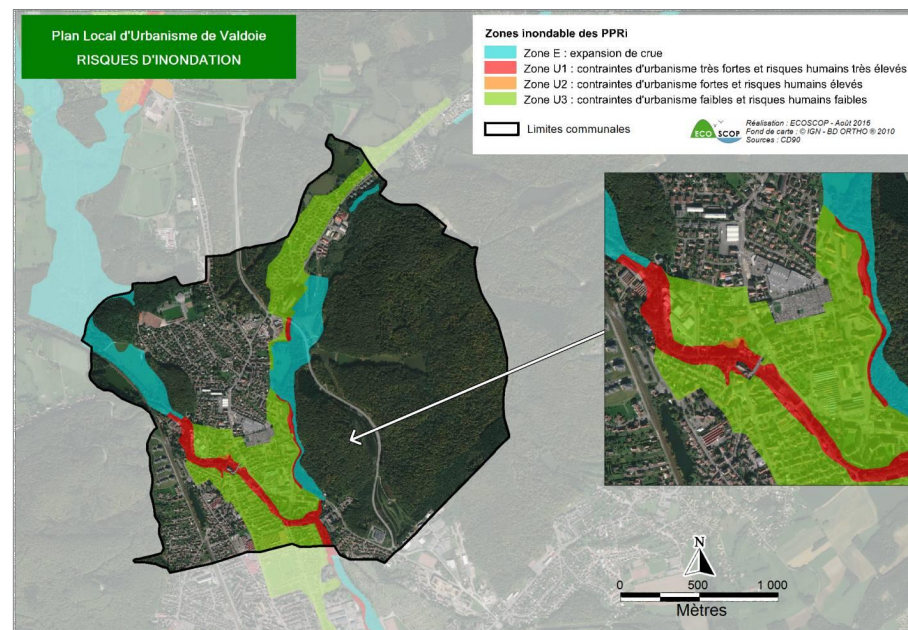 Plan Local d'Urbanisme de Valdoie
RISQUES D'INONDATION
Zones inondable des PPRi
Zone E : expansion de crue
Zone U1 : contraintes d'urbanisme très fortes et risques humains très élevés
Zone U2 : contraintes d'urbanisme fortes et risques humains élevés
Zone U3 : contraintes d'urbanisme faibles et risques humains faibles
Limites communales
ECO SCOP
Réalisation : ECOSCOP - Août 2016
Fond de carte : © IGN - BD ORTHO ® 2010
Sources : CD90
N
0 500 1 000
Mètres